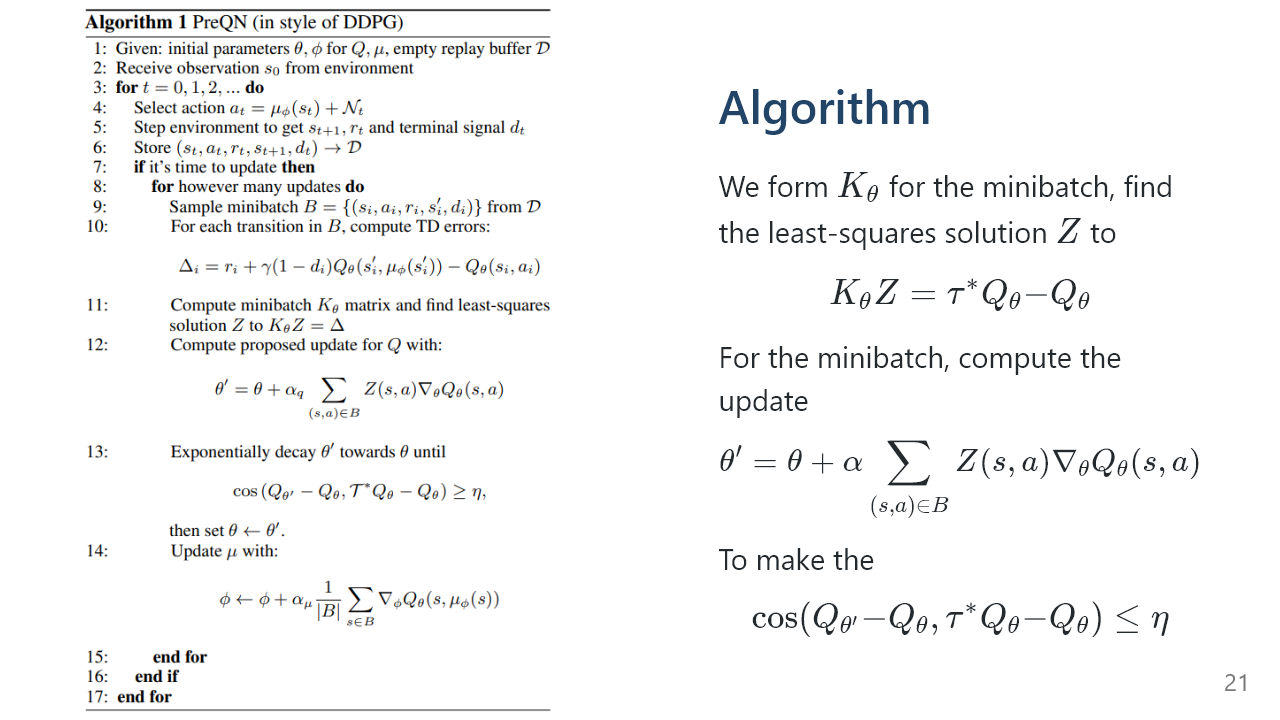 Algorithm 1 PreQN (in style of DDPG)
1: Given: initial parameters θ, ϕ for Q, μ, empty replay buffer 𝒟
2: Receive observation s₀ from environment
3: for t = 0, 1, 2, ... do
4: Select action aₜ = μ_ϕ(sₜ) + 𝒩ₜ
5: Step environment to get sₜ₊₁, rₜ and terminal signal dₜ
6: Store (sₜ, aₜ, rₜ, sₜ₊₁, dₜ) → 𝒟
7: if it's time to update then
8: for however many updates do
9: Sample minibatch B = {(sᵢ, aᵢ, rᵢ, s′ᵢ, dᵢ)} from 𝒟
10: For each transition in B, compute TD errors:
Δᵢ = rᵢ + γ(1 − dᵢ)Q_θ(s′ᵢ, μ_ϕ(s′ᵢ)) − Q_θ(sᵢ, aᵢ)
11: Compute minibatch K_θ matrix and find least-squares
solution Z to K_θZ = Δ
12: Compute proposed update for Q with:
θ′ = θ + α_q ∑_{(s,a)∈B} Z(s, a)∇_θQ_θ(s, a)
13: Exponentially decay θ′ towards θ until
cos (Q_θ′ − Q_θ, 𝒯*Q_θ − Q_θ) ≥ η,
then set θ ← θ′.
14: Update μ with:
ϕ ← ϕ + α_μ 1/|B| ∑_{s∈B} ∇_ϕQ_θ(s, μ_ϕ(s))
15: end for
16: end if
17: end for
Algorithm
We form K_θ for the minibatch, find
the least-squares solution Z to
K_θZ = τ*Q_θ−Q_θ
For the minibatch, compute the
update
θ′ = θ + α ∑_{(s,a)∈B} Z(s, a)∇_θQ_θ(s, a)
To make the
cos(Q_θ′−Q_θ, τ*Q_θ−Q_θ) ≤ η
21